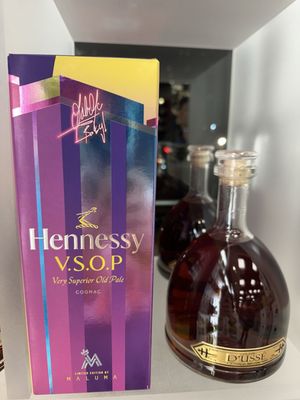 Hennessy
V.S.O.P
Very Superior Old Pale
COGNAC
LIMITED EDITION BY
MALUMA
D'USSÉ